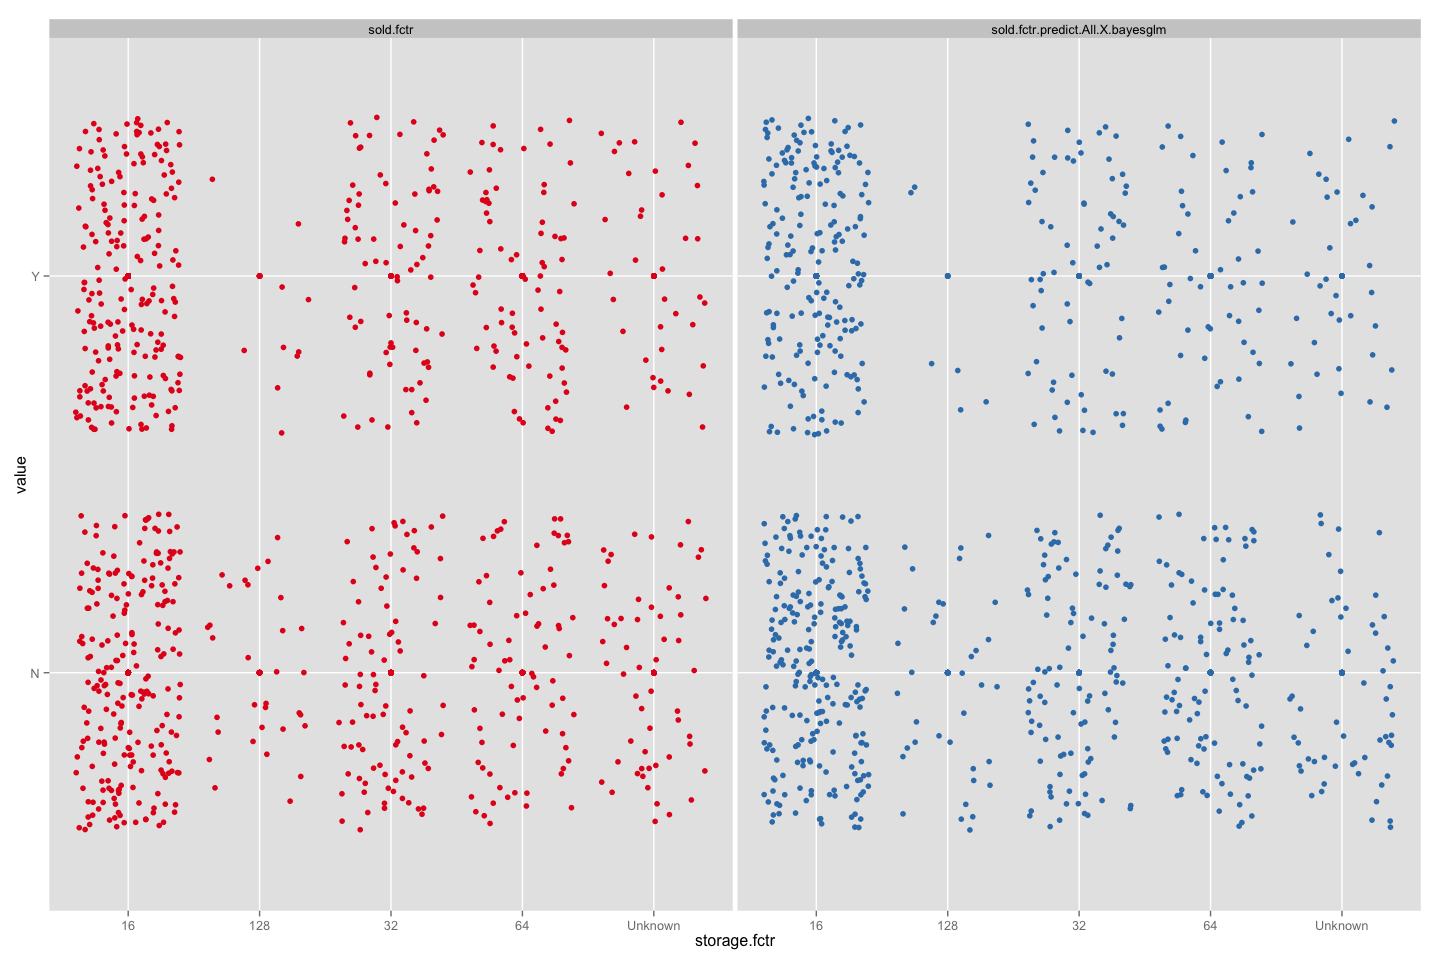 sold.fctr
sold.fctr.predict.All.X.bayesglm
Y
N
value
16
128
32
64
Unknown
16
128
32
64
Unknown
storage.fctr